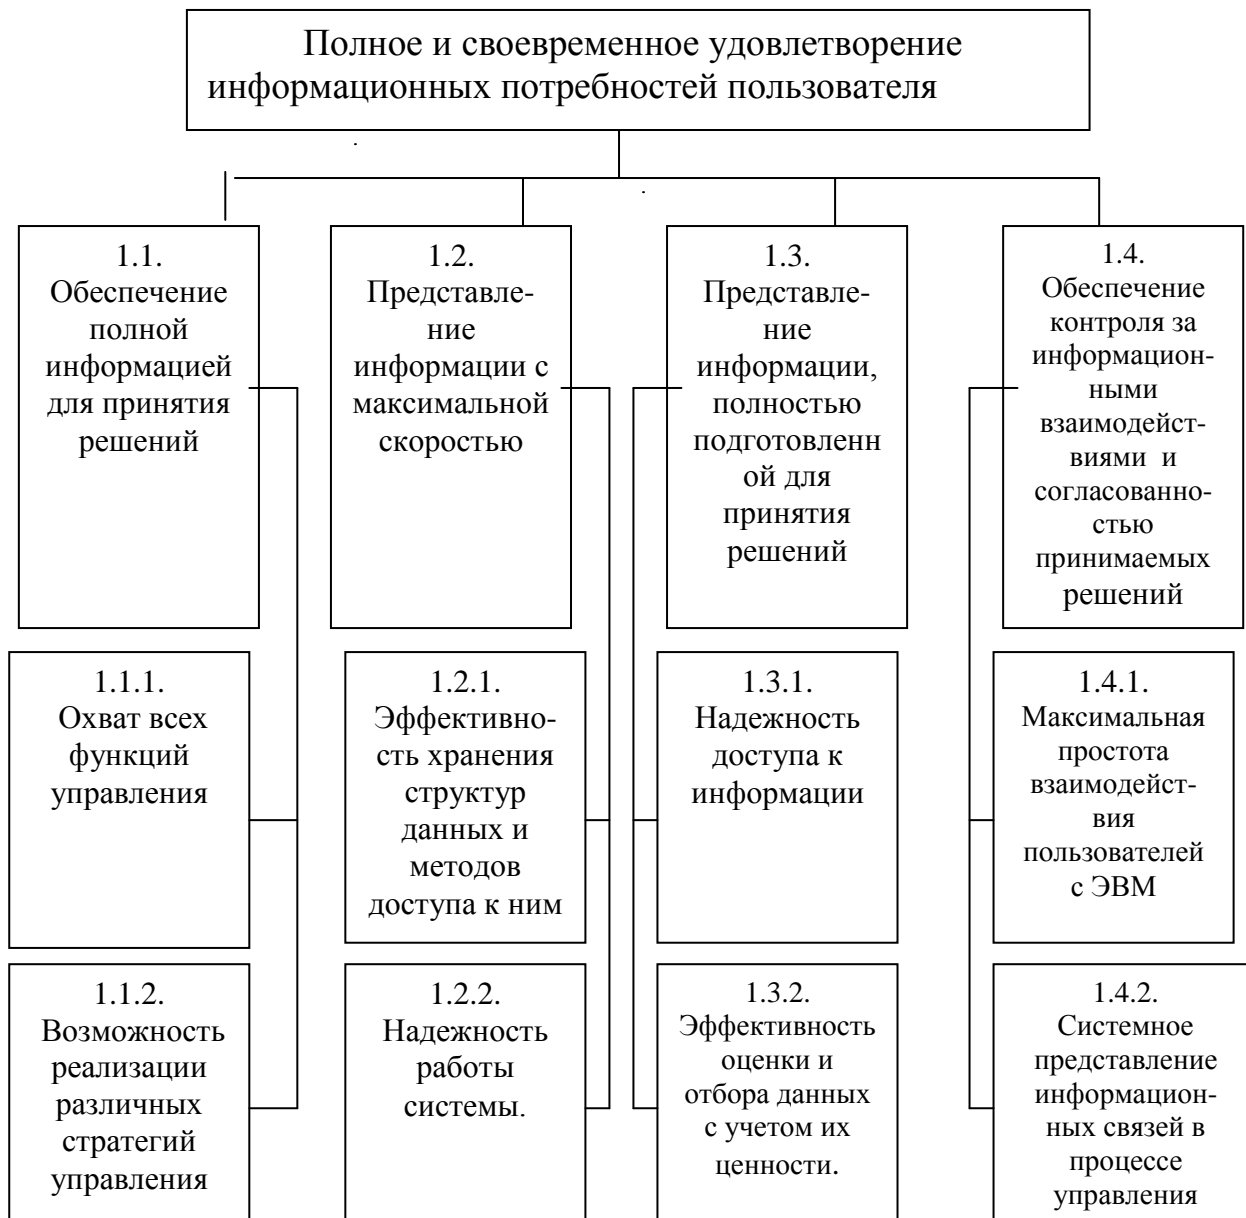 Полное и своевременное удовлетворение
информационных потребностей пользователя
1.1.
Обеспечение
полной
информацией
для принятия
решений
1.2.
Представле-
ние
информации с
максимальной
скоростью
1.3.
Представле-
ние
информации,
полностью
подготовленн
ой для
принятия
решений
1.4.
Обеспечение
контроля за
информацион-
ными
взаимодейст-
виями и
согласованно-
стью
принимаемых
решений
1.1.1.
Охват всех
функций
управления
1.2.1.
Эффективно-
сть хранения
структур
данных и
методов
доступа к ним
1.3.1.
Надежность
доступа к
информации
1.4.1.
Максимальная
простота
взаимодейст-
вия
пользователей
с ЭВМ
1.1.2.
Возможность
реализации
различных
стратегий
управления
1.2.2.
Надежность
работы
системы.
1.3.2.
Эффективность
оценки и
отбора данных
с учетом их
ценности.
1.4.2.
Системное
представление
информацион-
ных связей в
процессе
управления